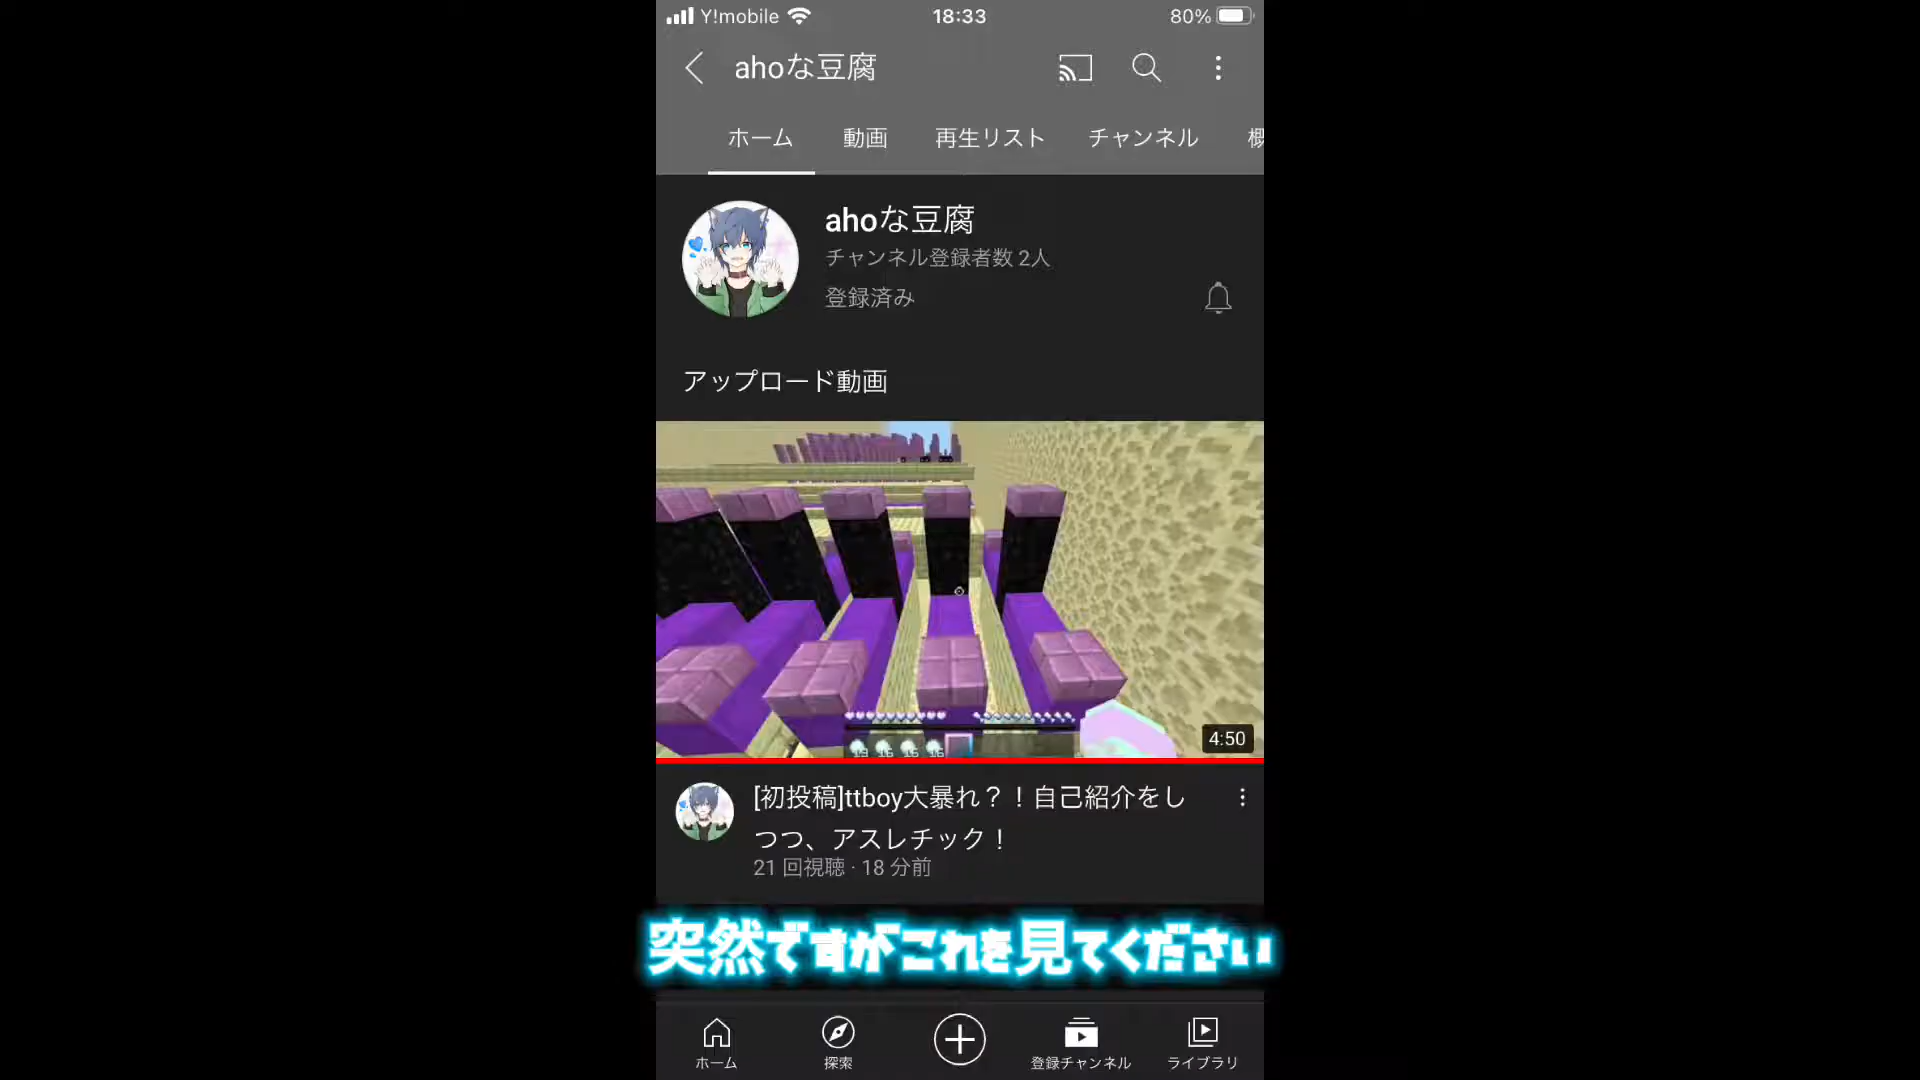 Y!mobile 18:33 80%
ahoな豆腐
ホーム 動画 再生リスト チャンネル 概
ahoな豆腐
チャンネル登録者数 2人
登録済み
アップロード動画
4:50
[初投稿]ttboy大暴れ？！自己紹介をし
つつ、アスレチック！
21 回視聴 · 18 分前
突然ですがこれを見てください
ホーム 探索 登録チャンネル ライブラリ